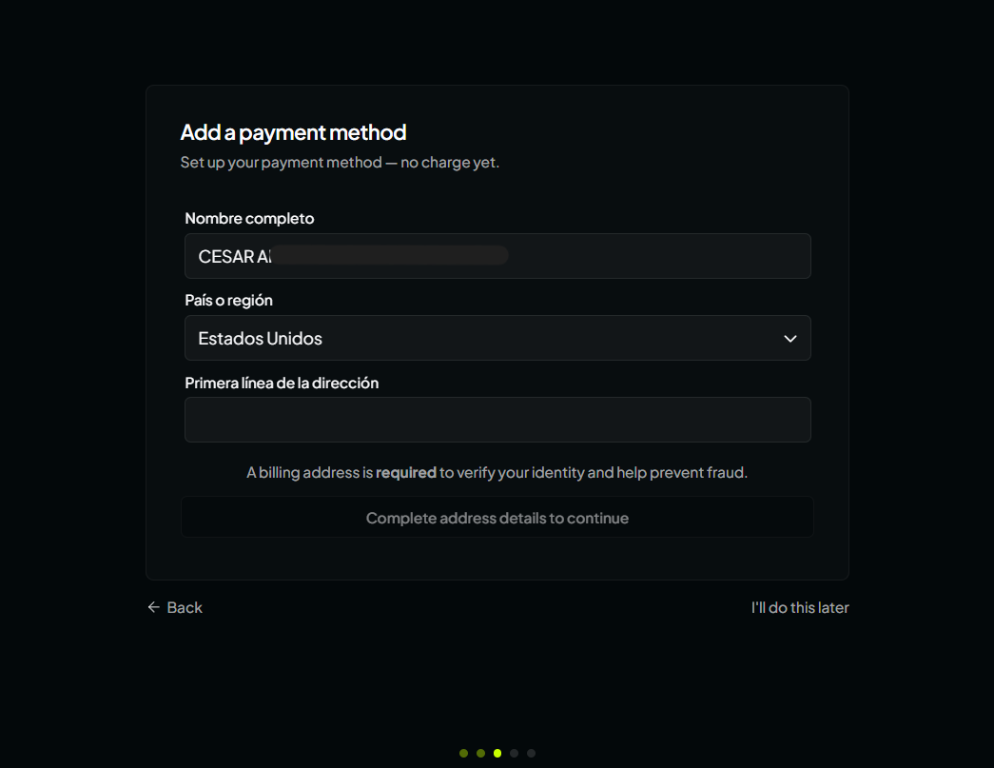 Add a payment method
Set up your payment method — no charge yet.
Nombre completo
CESAR
País o región
Estados Unidos
Primera línea de la dirección
A billing address is required to verify your identity and help prevent fraud.
Complete address details to continue
← Back
I'll do this later